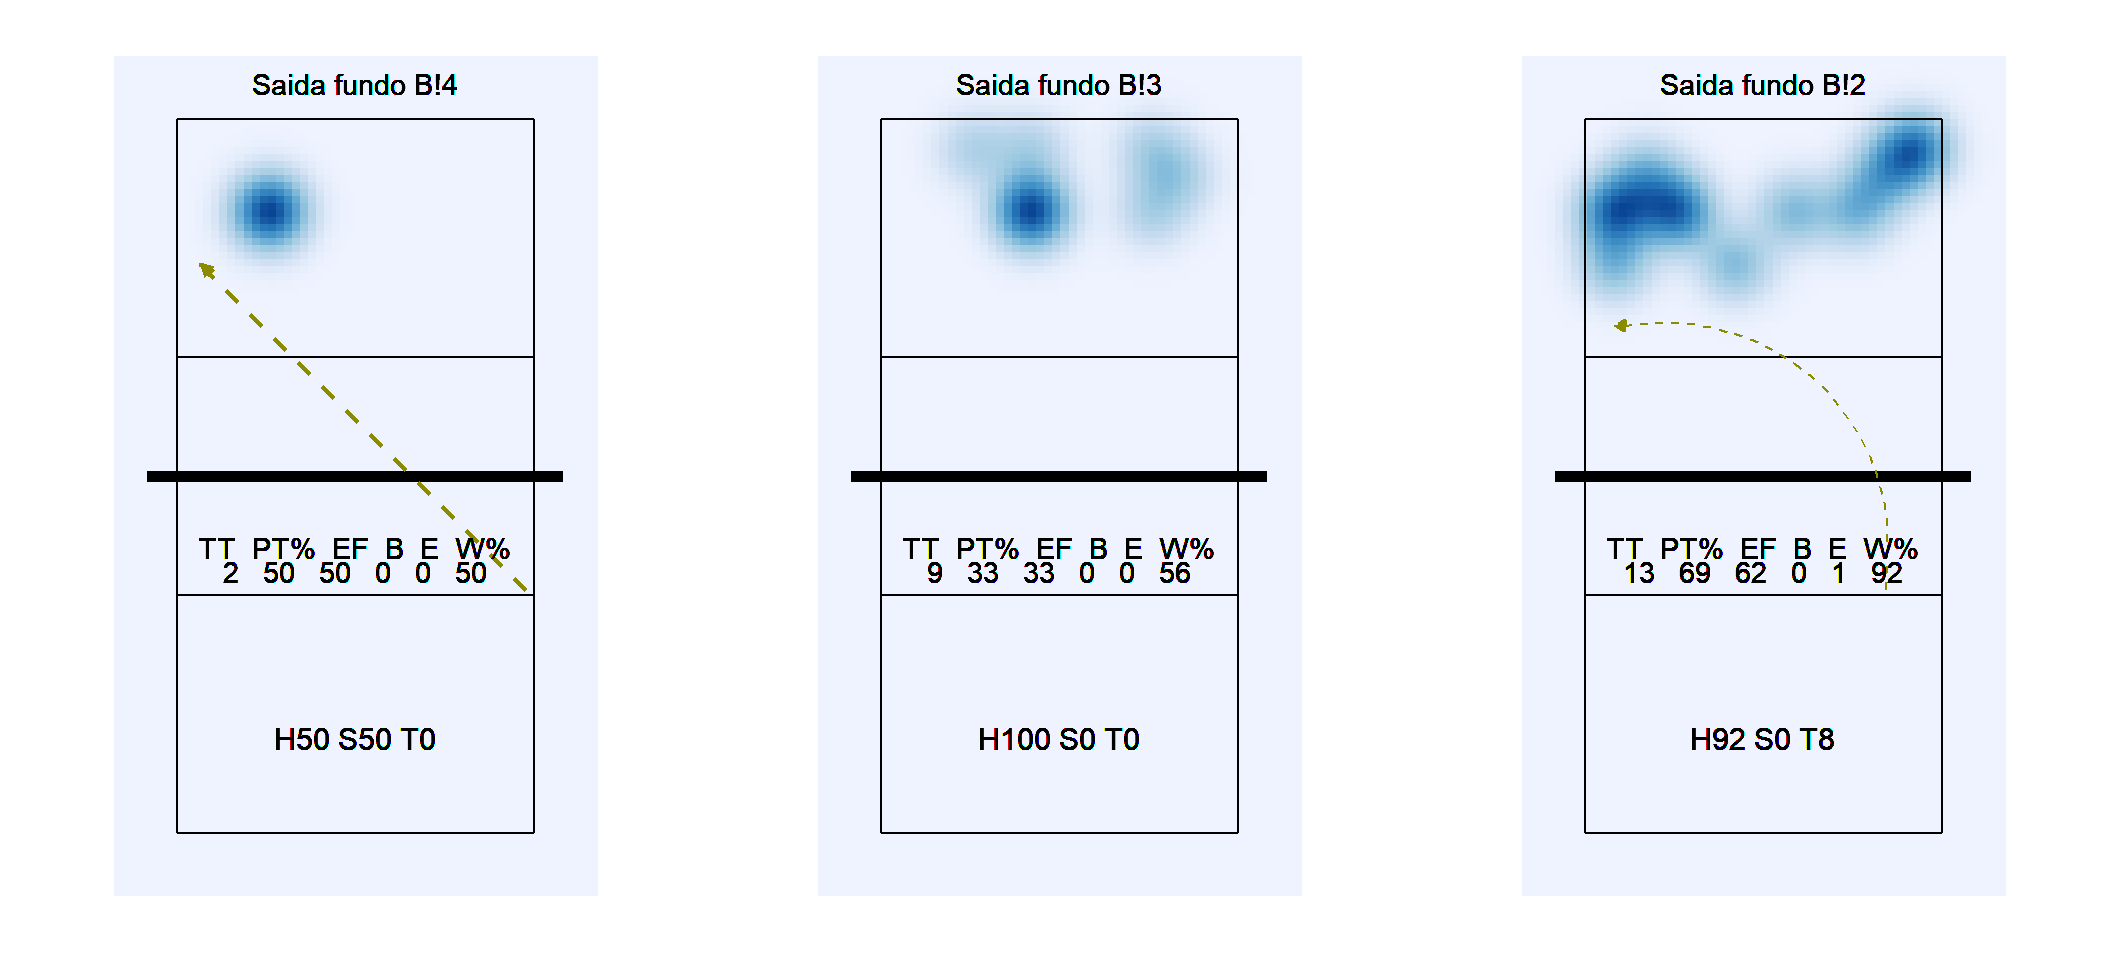 Saida fundo B!4
TT PT% EF B E W%
2 50 50 0 0 50
H50 S50 T0
Saida fundo B!3
TT PT% EF B E W%
9 33 33 0 0 56
H100 S0 T0
Saida fundo B!2
TT PT% EF B E W%
13 69 62 0 1 92
H92 S0 T8